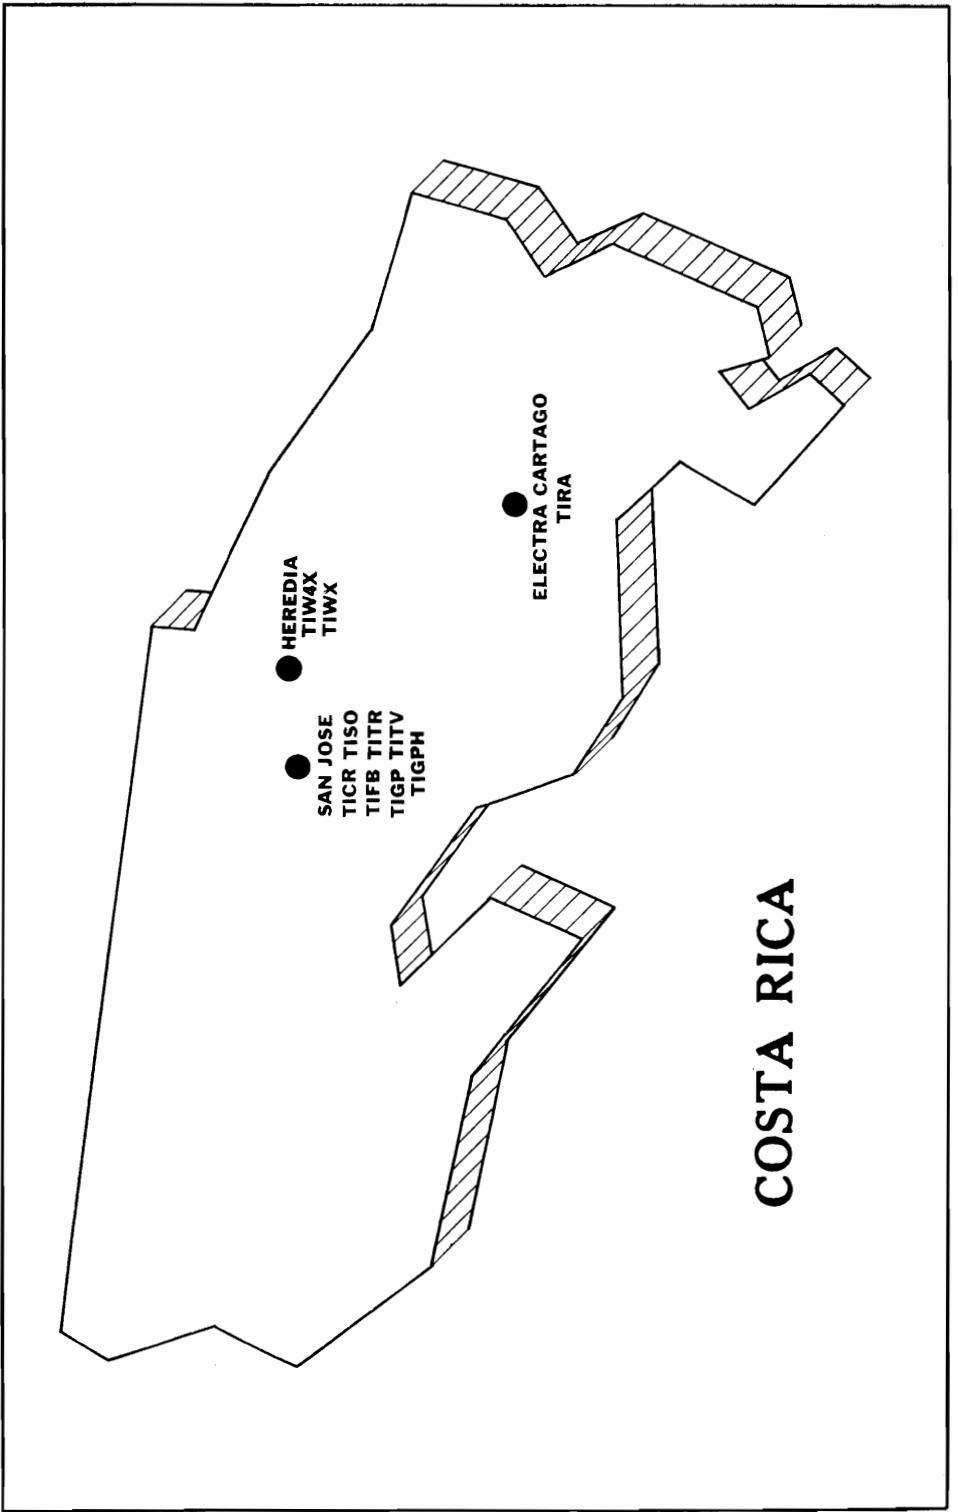 SAN JOSE
TICR TISO
TIFB TITR
TIGP TITV
TIGPH
HEREDIA
TIW4X
TIWX
ELECTRA CARTAGO
TIRA
COSTA RICA